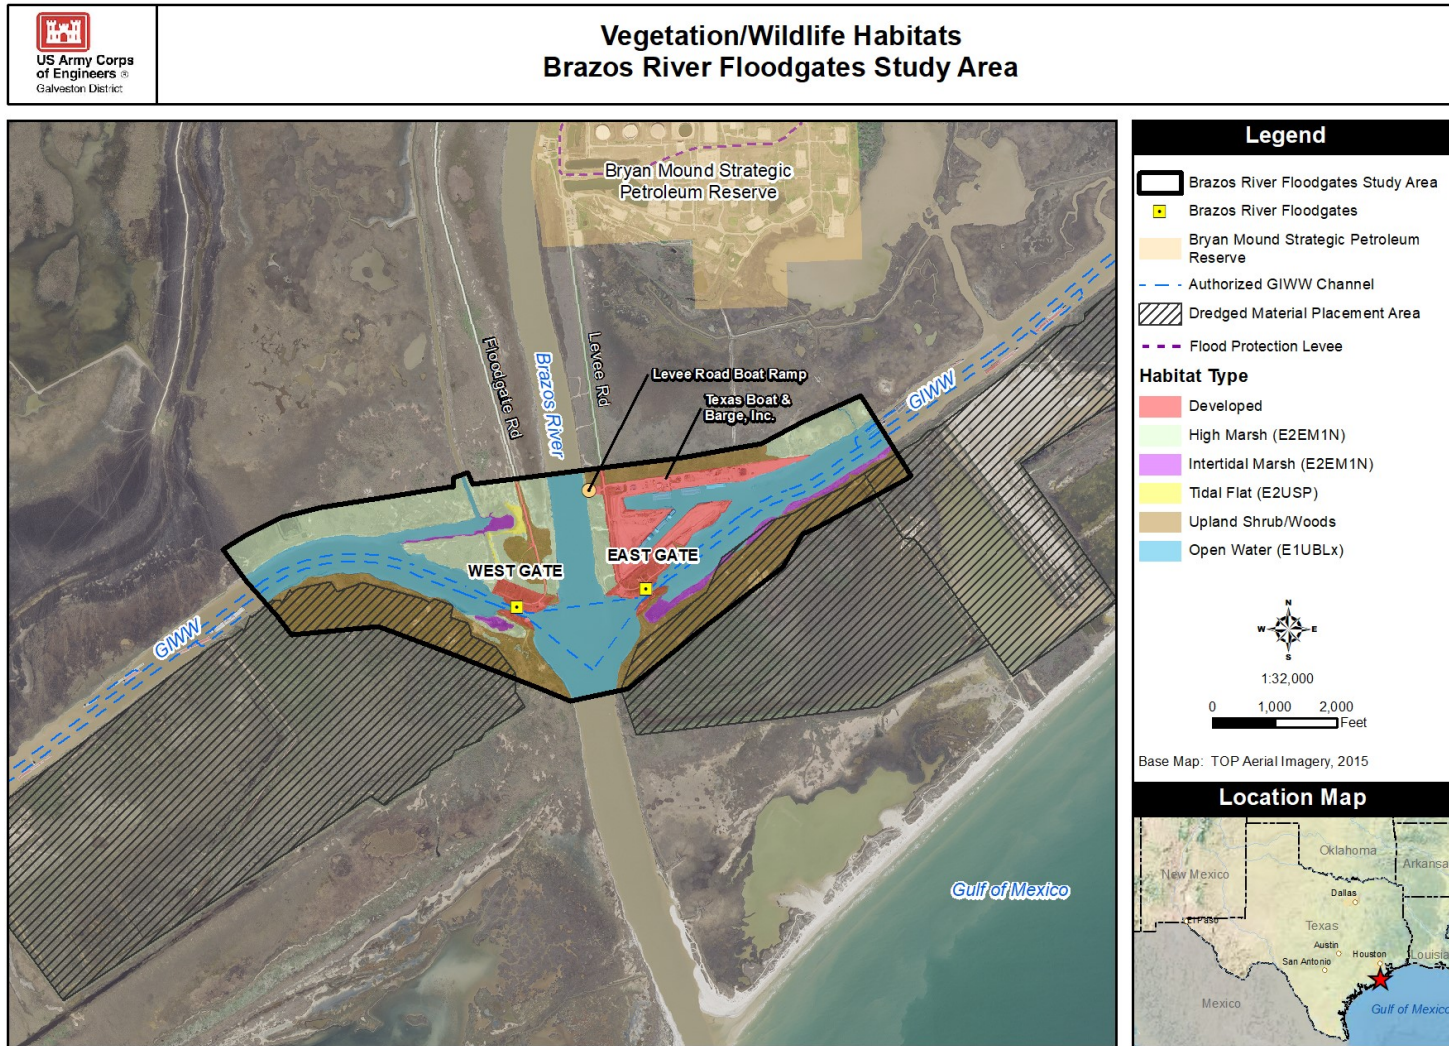 US Army Corps
of Engineers ®
Galveston District
Vegetation/Wildlife Habitats
Brazos River Floodgates Study Area
Bryan Mound Strategic
Petroleum Reserve
Floodgate Rd
Brazos River
Levee Rd
Levee Road Boat Ramp
Texas Boat &
Barge, Inc.
GIWW
EAST GATE
WEST GATE
GIWW
Gulf of Mexico
Legend
Brazos River Floodgates Study Area
Brazos River Floodgates
Bryan Mound Strategic Petroleum
Reserve
Authorized GIWW Channel
Dredged Material Placement Area
Flood Protection Levee
Habitat Type
Developed
High Marsh (E2EM1N)
Intertidal Marsh (E2EM1N)
Tidal Flat (E2USP)
Upland Shrub/Woods
Open Water (E1UBLx)
N
W E
S
1:32,000
0 1,000 2,000
Feet
Base Map: TOP Aerial Imagery, 2015
Location Map
Oklahoma
Arkansa
New Mexico
Dallas
El Paso
Texas
Austin
Houston
Louisia
San Antonio
Mexico
Gulf of Mexico